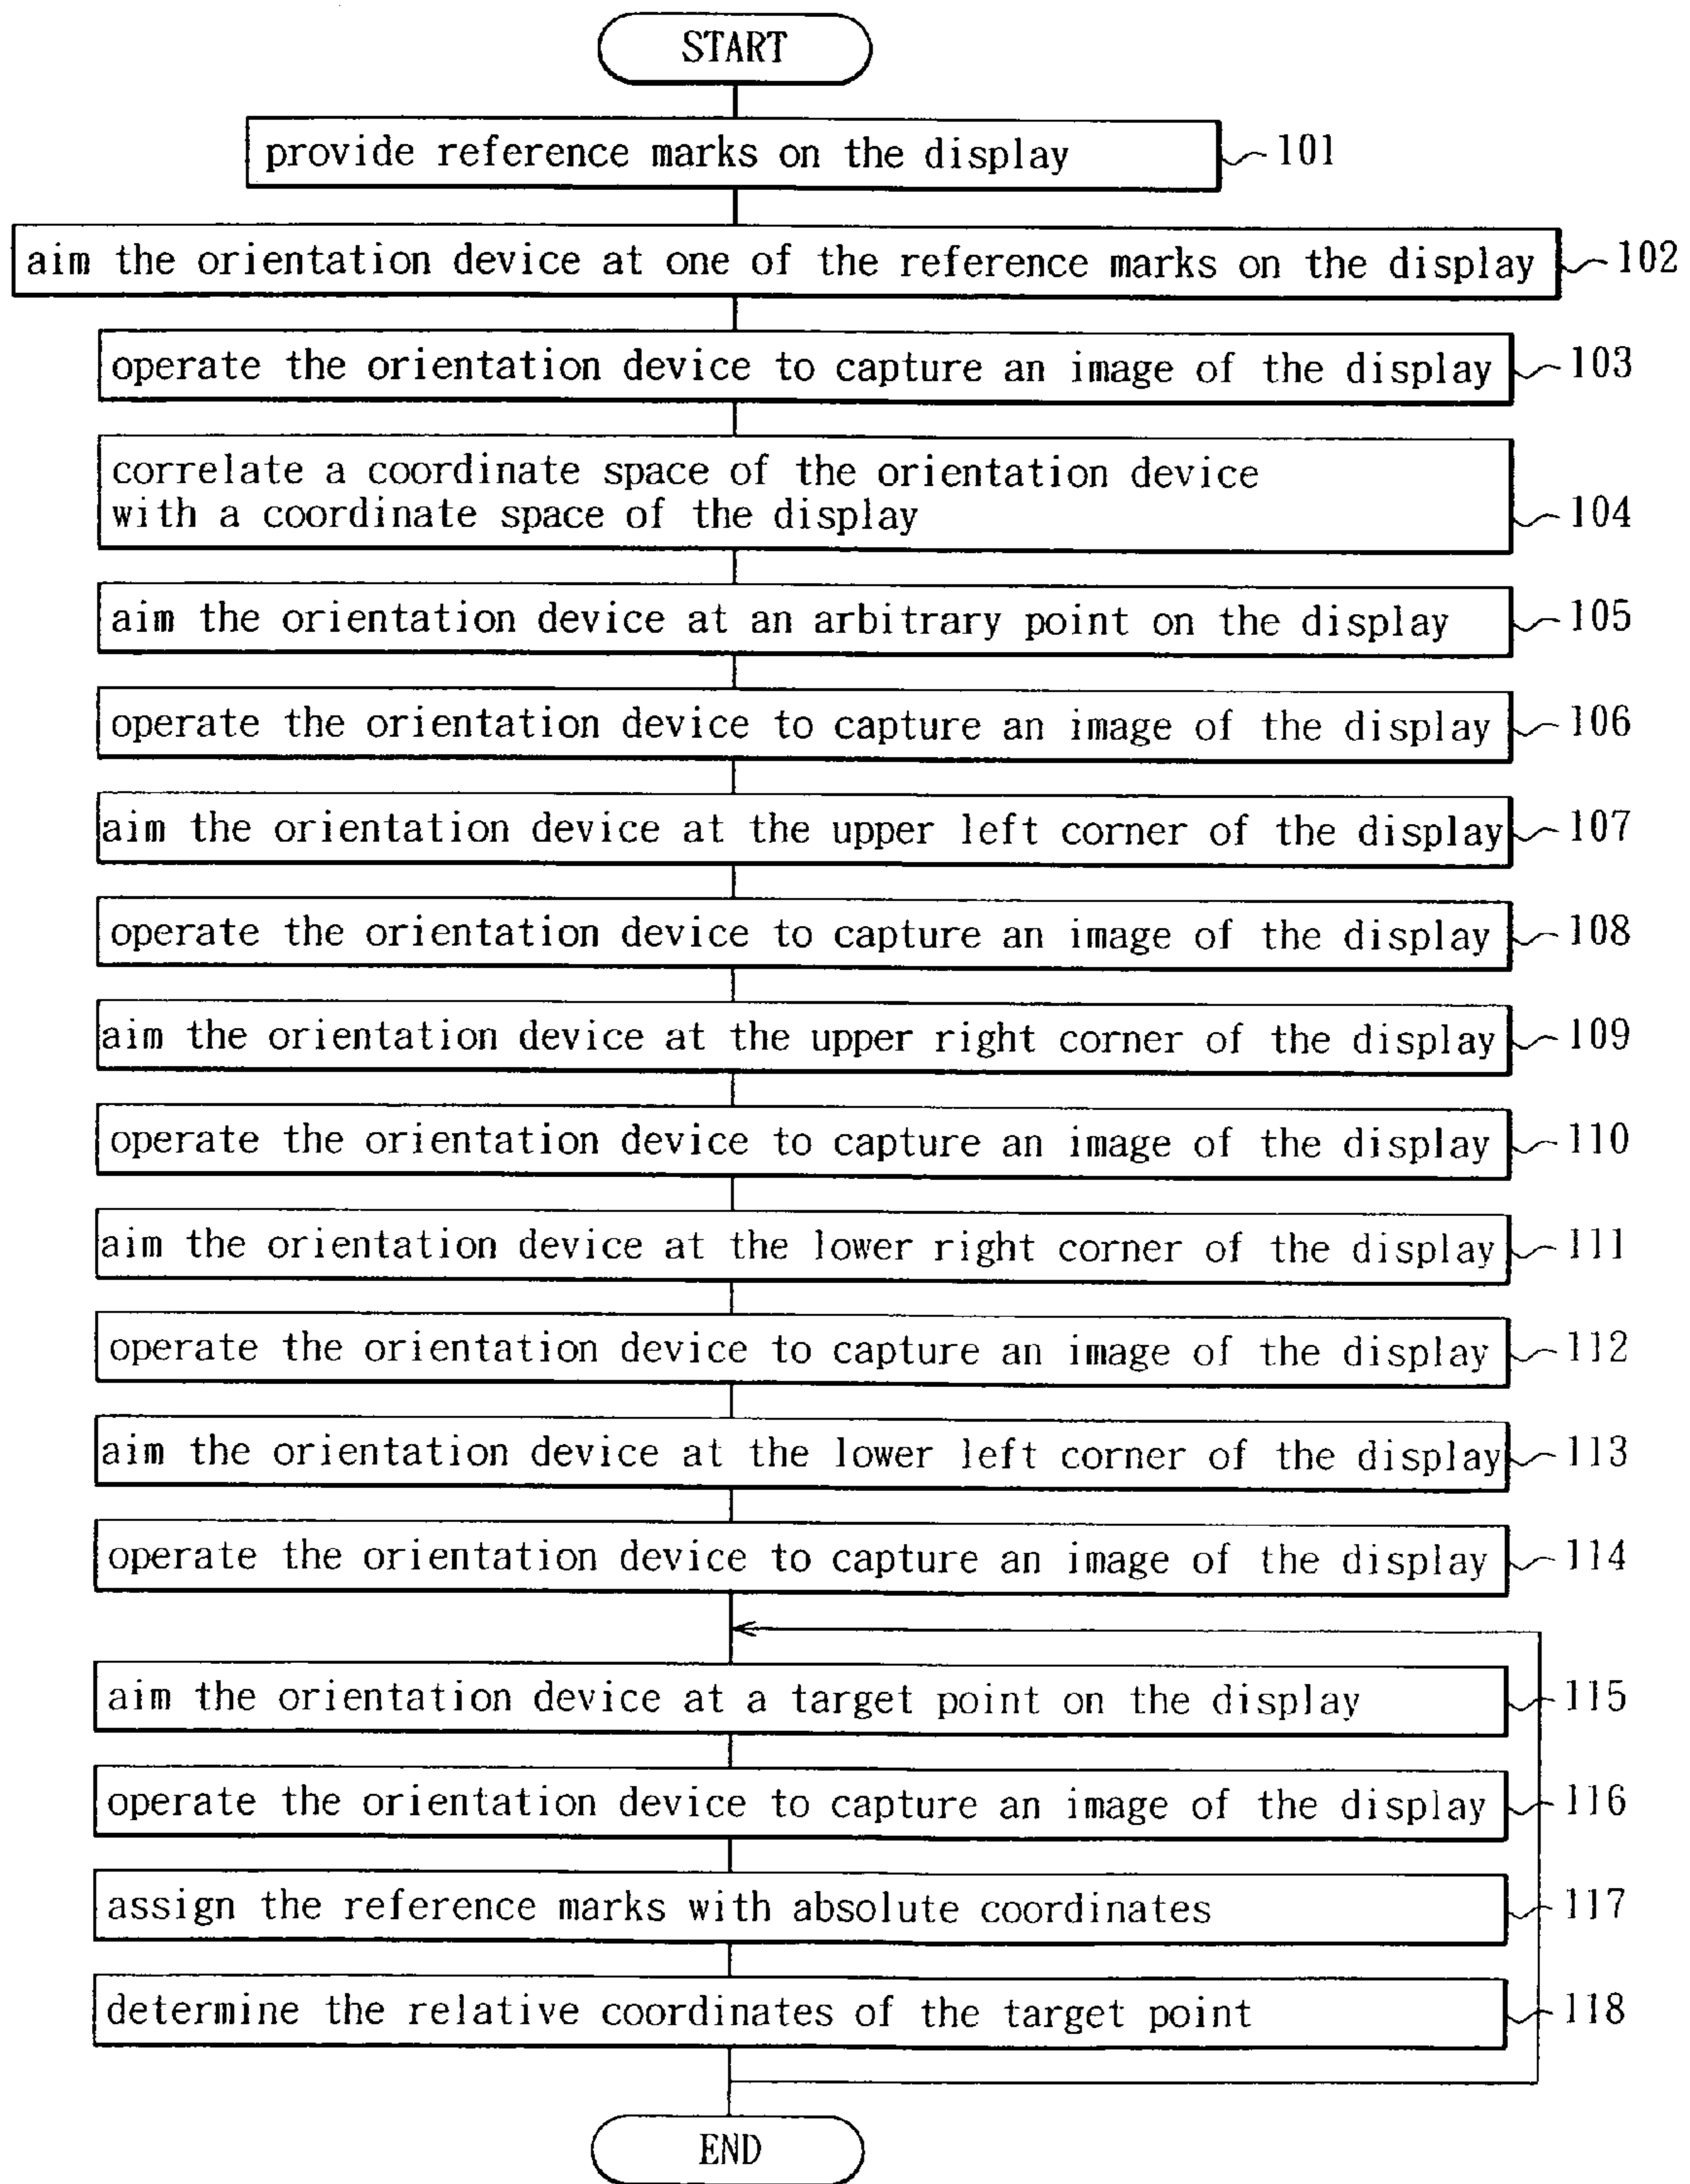 START
provide reference marks on the display 101
aim the orientation device at one of the reference marks on the display 102
operate the orientation device to capture an image of the display 103
correlate a coordinate space of the orientation device
with a coordinate space of the display 104
aim the orientation device at an arbitrary point on the display 105
operate the orientation device to capture an image of the display 106
aim the orientation device at the upper left corner of the display 107
operate the orientation device to capture an image of the display 108
aim the orientation device at the upper right corner of the display 109
operate the orientation device to capture an image of the display 110
aim the orientation device at the lower right corner of the display 111
operate the orientation device to capture an image of the display 112
aim the orientation device at the lower left corner of the display 113
operate the orientation device to capture an image of the display 114
aim the orientation device at a target point on the display 115
operate the orientation device to capture an image of the display 116
assign the reference marks with absolute coordinates 117
determine the relative coordinates of the target point 118
END